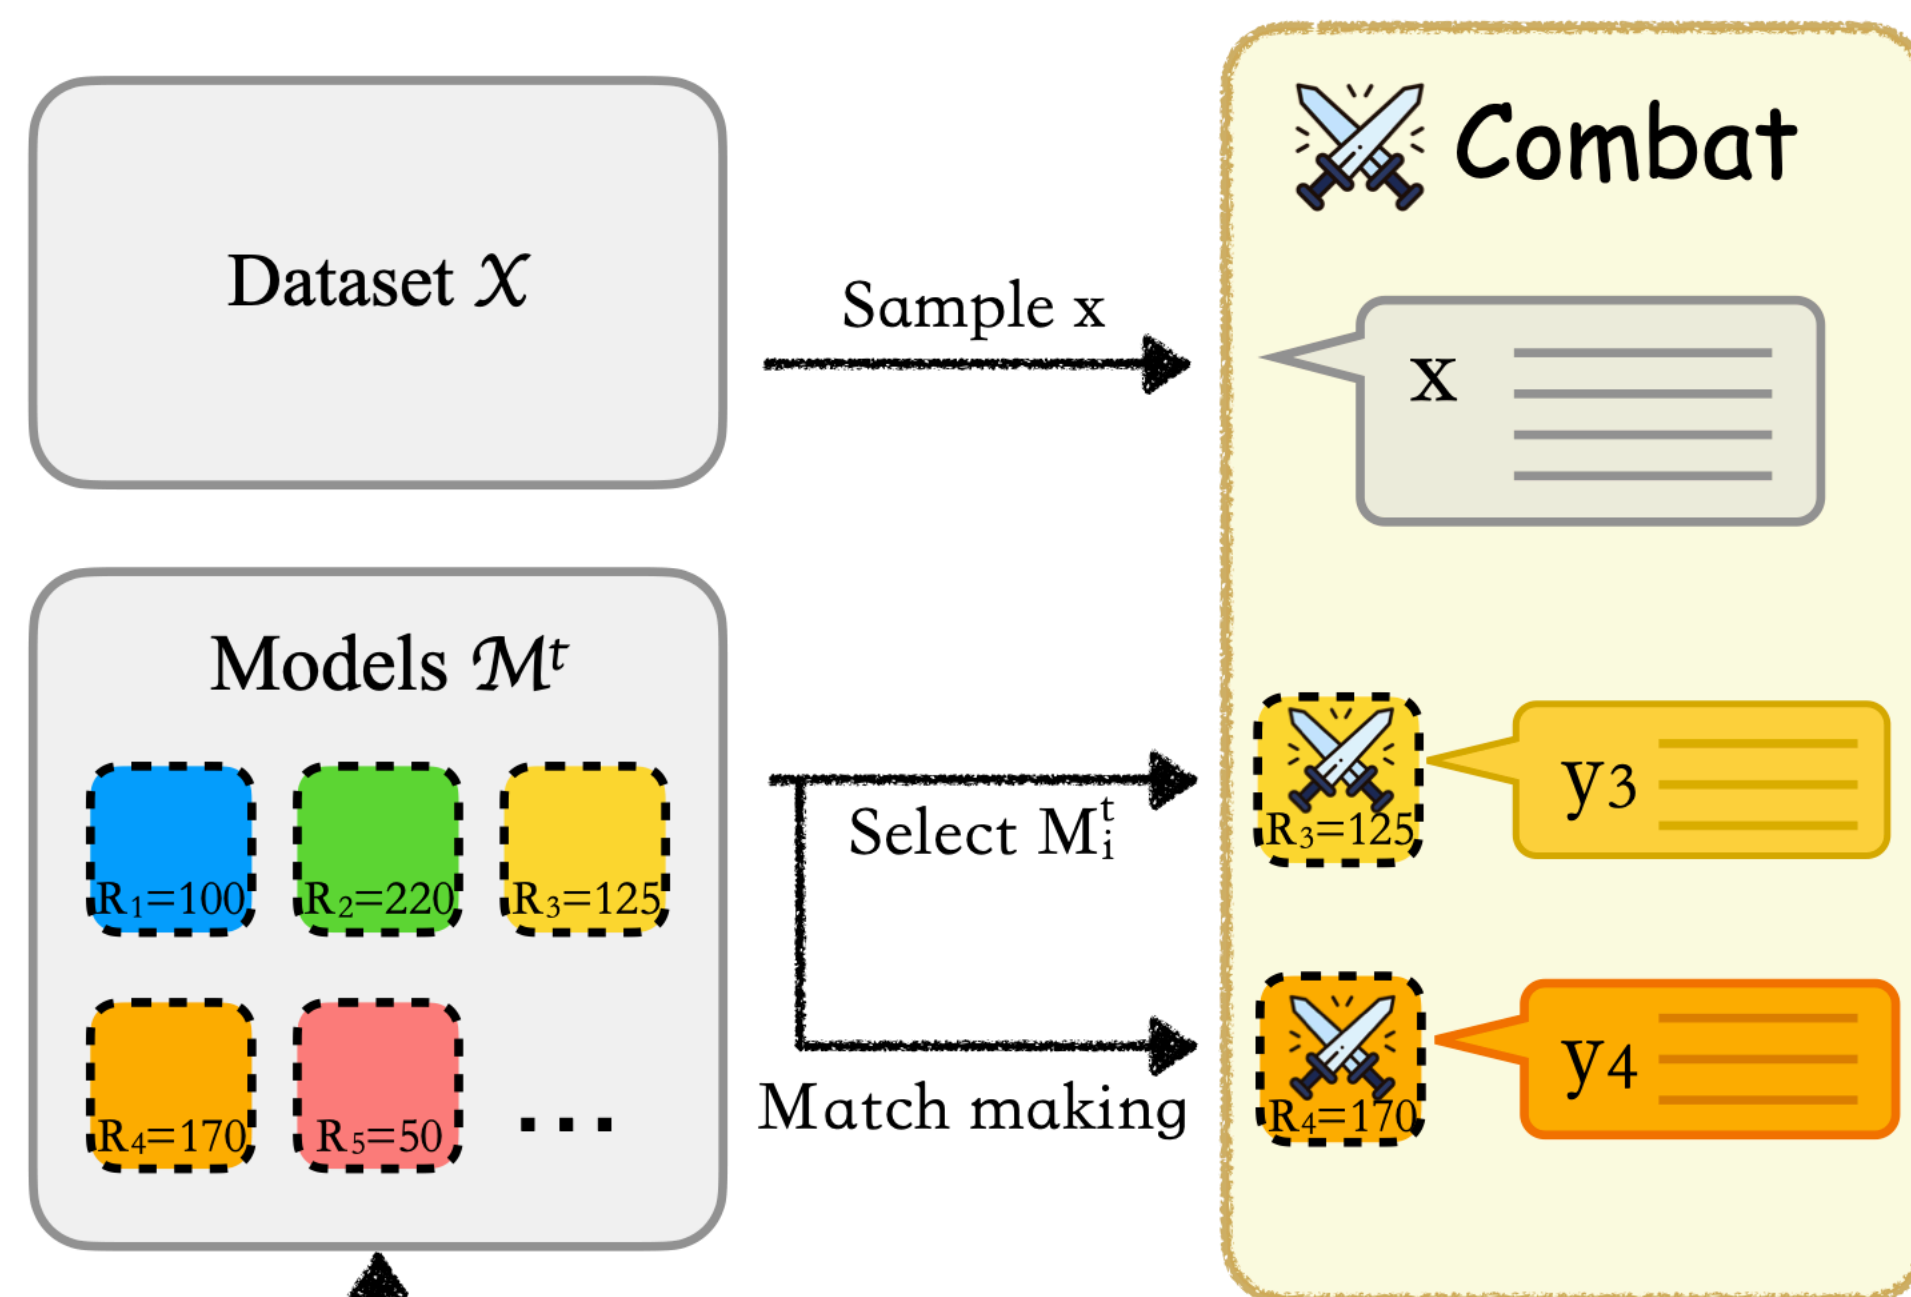 Dataset 𝒳
Sample x
Combat
x
Models ℳᵗ
R₁=100
R₂=220
R₃=125
R₄=170
R₅=50
...
Select Mᵢᵗ
Match making
R₃=125
y₃
R₄=170
y₄